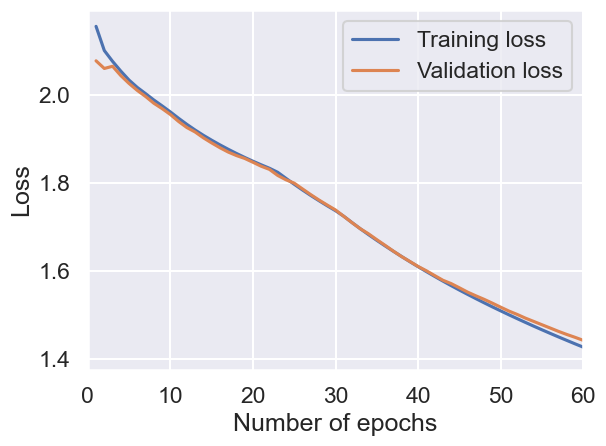 Training loss
Validation loss
2.0
1.8
1.6
1.4
Loss
0 10 20 30 40 50 60
Number of epochs